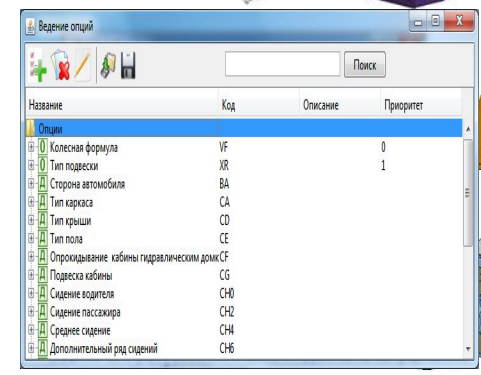 Ведение опций
Поиск
Название Код Описание Приоритет
Опции
О Колесная формула VF 0
О Тип подвески XR 1
Д Сторона автомобиля BA
Д Тип каркаса CA
Д Тип крыши CD
Д Тип пола CE
Д Опрокидывание кабины гидравлическим домк CF
Д Подвеска кабины CG
Д Сидение водителя CH0
Д Сидение пассажира CH2
Д Среднее сидение CH4
Д Дополнительный ряд сидений CH6